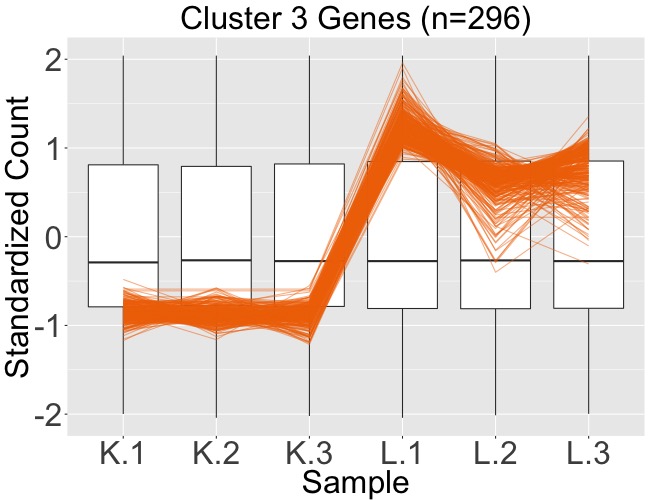 Cluster 3 Genes (n=296)
Standardized Count
2
1
0
-1
-2
K.1 K.2 K.3 L.1 L.2 L.3
Sample